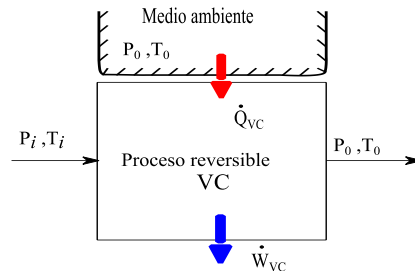 Medio ambiente
P₀ ,T₀
Q̇VC
Pi ,Ti
P₀ ,T₀
Proceso reversible
VC
ẆVC